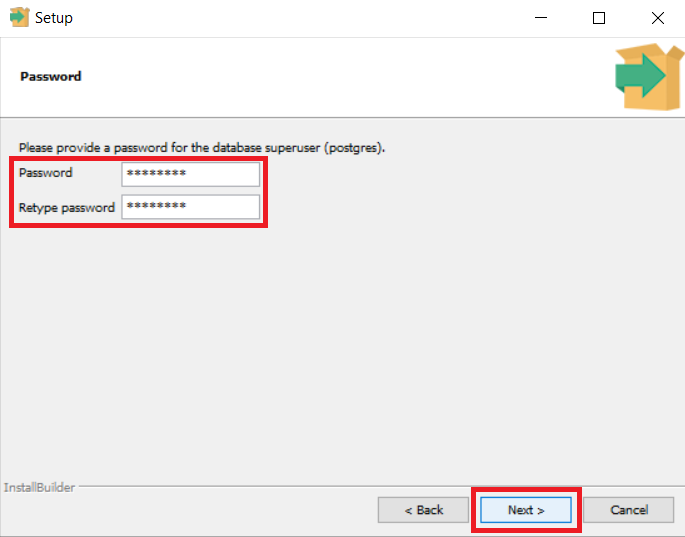 Setup
Password
Please provide a password for the database superuser (postgres).
Password ********
Retype password ********
InstallBuilder
< Back Next > Cancel